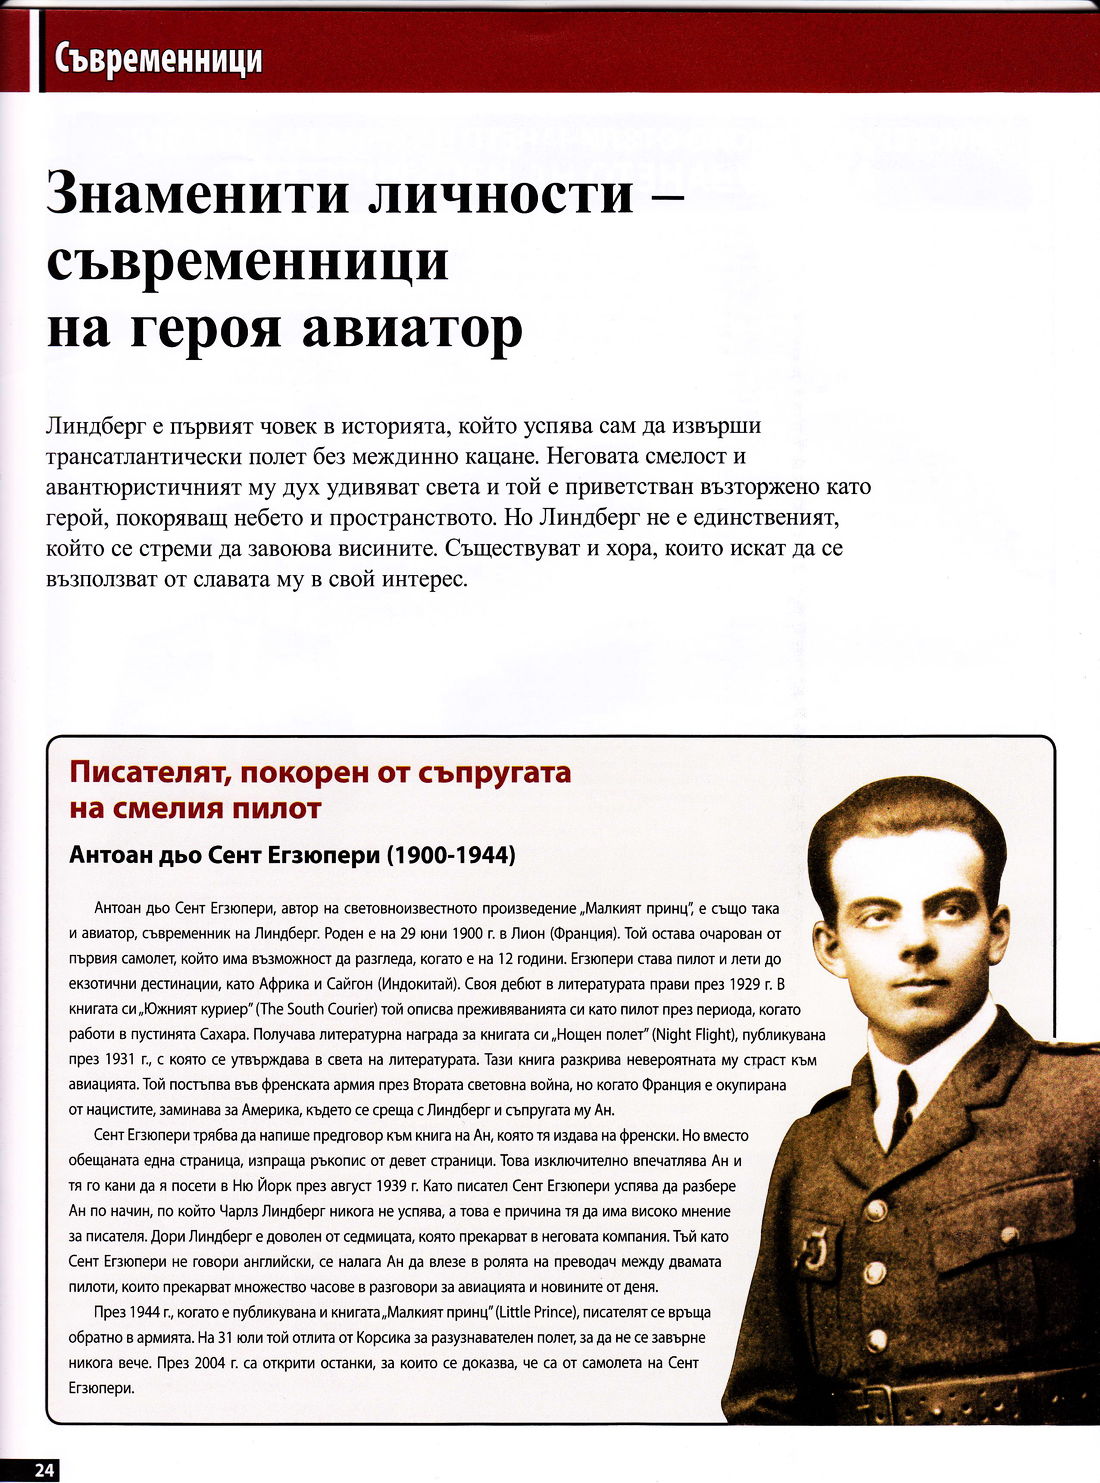 Съвременници
Знаменити личности –
съвременници
на героя авиатор
Линдберг е първият човек в историята, който успява сам да извърши
трансатлантически полет без междинно кацане. Неговата смелост и
авантюристичният му дух удивяват света и той е приветстван възторжено като
герой, покоряващ небето и пространството. Но Линдберг не е единственият,
който се стреми да завоюва висините. Съществуват и хора, които искат да се
възползват от славата му в свой интерес.
Писателят, покорен от съпругата
на смелия пилот
Антоан дьо Сент Егзюпери (1900-1944)
Антоан дьо Сент Егзюпери, автор на световноизвестното произведение „Малкият принц”, е също така
и авиатор, съвременник на Линдберг. Роден е на 29 юни 1900 г. в Лион (Франция). Той остава очарован от
първия самолет, който има възможност да разгледа, когато е на 12 години. Егзюпери става пилот и лети до
екзотични дестинации, като Африка и Сайгон (Индокитай). Своя дебют в литературата прави през 1929 г. В
книгата си „Южният куриер” (The South Courier) той описва преживяванията си като пилот през периода, когато
работи в пустинята Сахара. Получава литературна награда за книгата си „Нощен полет” (Night Flight), публикувана
през 1931 г., с която се утвърждава в света на литературата. Тази книга разкрива невероятната му страст към
авиацията. Той постъпва във френската армия през Втората световна война, но когато Франция е окупирана
от нацистите, заминава за Америка, където се среща с Линдберг и съпругата му Ан.
Сент Егзюпери трябва да напише предговор към книга на Ан, която тя издава на френски. Но вместо
обещаната една страница, изпраща ръкопис от девет страници. Това изключително впечатлява Ан и
тя го кани да я посети в Ню Йорк през август 1939 г. Като писател Сент Егзюпери успява да разбере
Ан по начин, по който Чарлз Линдберг никога не успява, а това е причина тя да има високо мнение
за писателя. Дори Линдберг е доволен от седмицата, която прекарват в неговата компания. Тъй като
Сент Егзюпери не говори английски, се налага Ан да влезе в ролята на преводач между двамата
пилоти, които прекарват множество часове в разговори за авиацията и новините от деня.
През 1944 г., когато е публикувана и книгата „Малкият принц” (Little Prince), писателят се връща
обратно в армията. На 31 юли той отлита от Корсика за разузнавателен полет, за да не се завърне
никога вече. През 2004 г. са открити останки, за които се доказва, че са от самолета на Сент
Егзюпери.
24